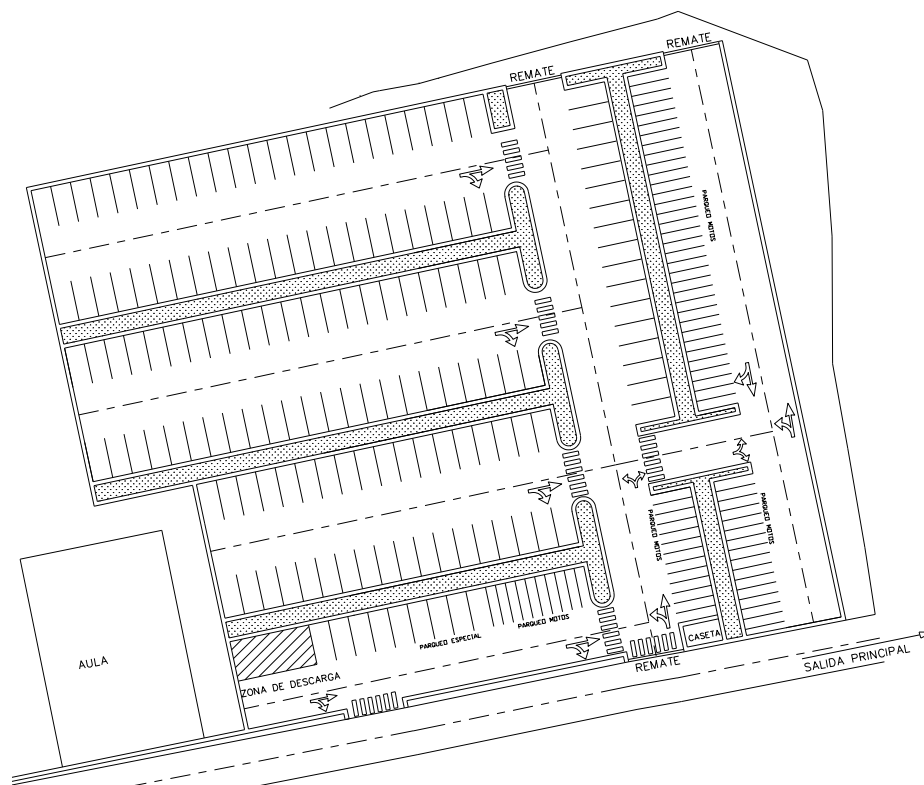 REMATE
REMATE
PARQUEO MOTOS
PARQUEO MOTOS
PARQUEO MOTOS
AULA
PARQUEO ESPECIAL
PARQUEO MOTOS
CASETA
ZONA DE DESCARGA
REMATE
SALIDA PRINCIPAL